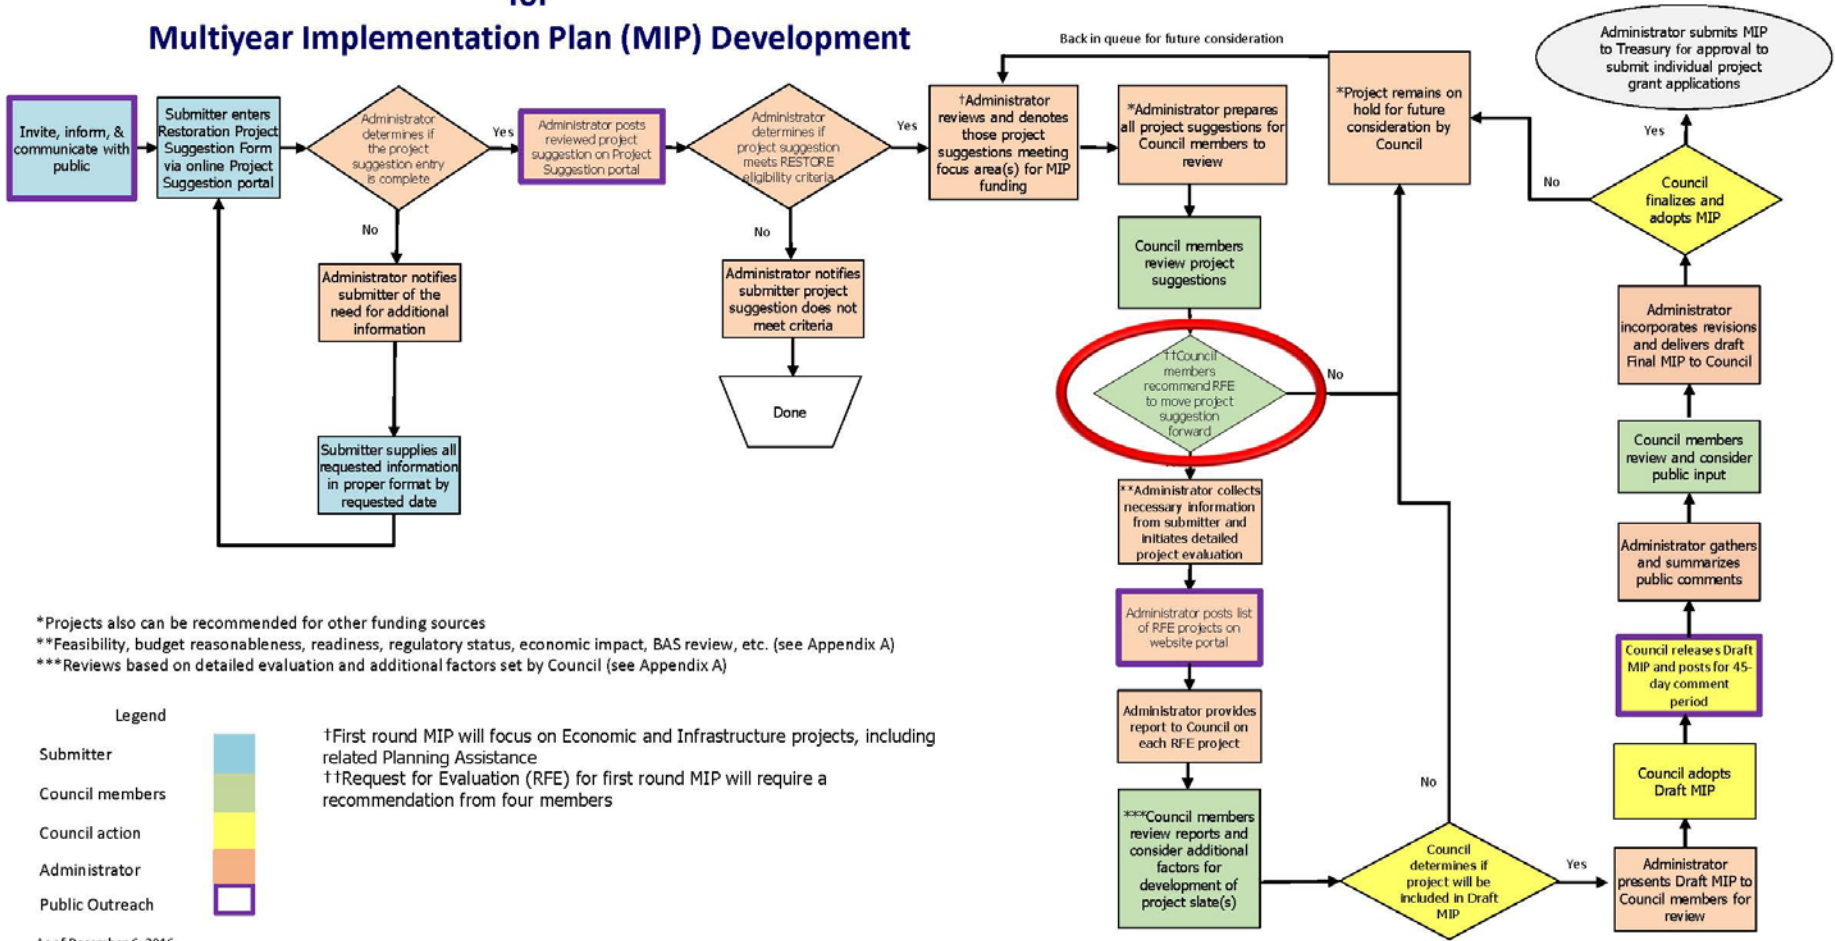 for
Multiyear Implementation Plan (MIP) Development
Invite, inform, &
communicate with
public
Submitter enters
Restoration Project
Suggestion Form
via online Project
Suggestion portal
Administrator
determines if
the project
suggestion entry
is complete
Yes
No
Administrator notifies
submitter of the
need for additional
information
Submitter supplies all
requested information
in proper format by
requested date
Administrator posts
reviewed project
suggestion on Project
Suggestion portal
Administrator
determines if
project suggestion
meets RESTORE
eligibility criteria
Yes
No
Administrator notifies
submitter project
suggestion does not
meet criteria
Done
Back in queue for future consideration
†Administrator
reviews and denotes
those project
suggestions meeting
focus area(s) for MIP
funding
*Administrator prepares
all project suggestions for
Council members to
review
Council members
review project
suggestions
††Council
members
recommend RFE
to move project
suggestion
forward
No
**Administrator collects
necessary information
from submitter and
initiates detailed
project evaluation
Administrator posts list
of RFE projects on
website portal
Administrator provides
report to Council on
each RFE project
***Council members
review reports and
consider additional
factors for
development of
project slate(s)
*Project remains on
hold for future
consideration by
Council
No
Council
determines if
project will be
included in Draft
MIP
Yes
Administrator
presents Draft MIP to
Council members for
review
Council adopts
Draft MIP
Council releases Draft
MIP and posts for 45-
day comment
period
Administrator gathers
and summarizes
public comments
Council members
review and consider
public input
Administrator
incorporates revisions
and delivers draft
Final MIP to Council
Council
finalizes and
adopts MIP
No
Yes
Administrator submits MIP
to Treasury for approval to
submit individual project
grant applications
*Projects also can be recommended for other funding sources
**Feasibility, budget reasonableness, readiness, regulatory status, economic impact, BAS review, etc. (see Appendix A)
***Reviews based on detailed evaluation and additional factors set by Council (see Appendix A)
Legend
Submitter
Council members
Council action
Administrator
Public Outreach
†First round MIP will focus on Economic and Infrastructure projects, including
related Planning Assistance
††Request for Evaluation (RFE) for first round MIP will require a
recommendation from four members
As of December 6, 2016